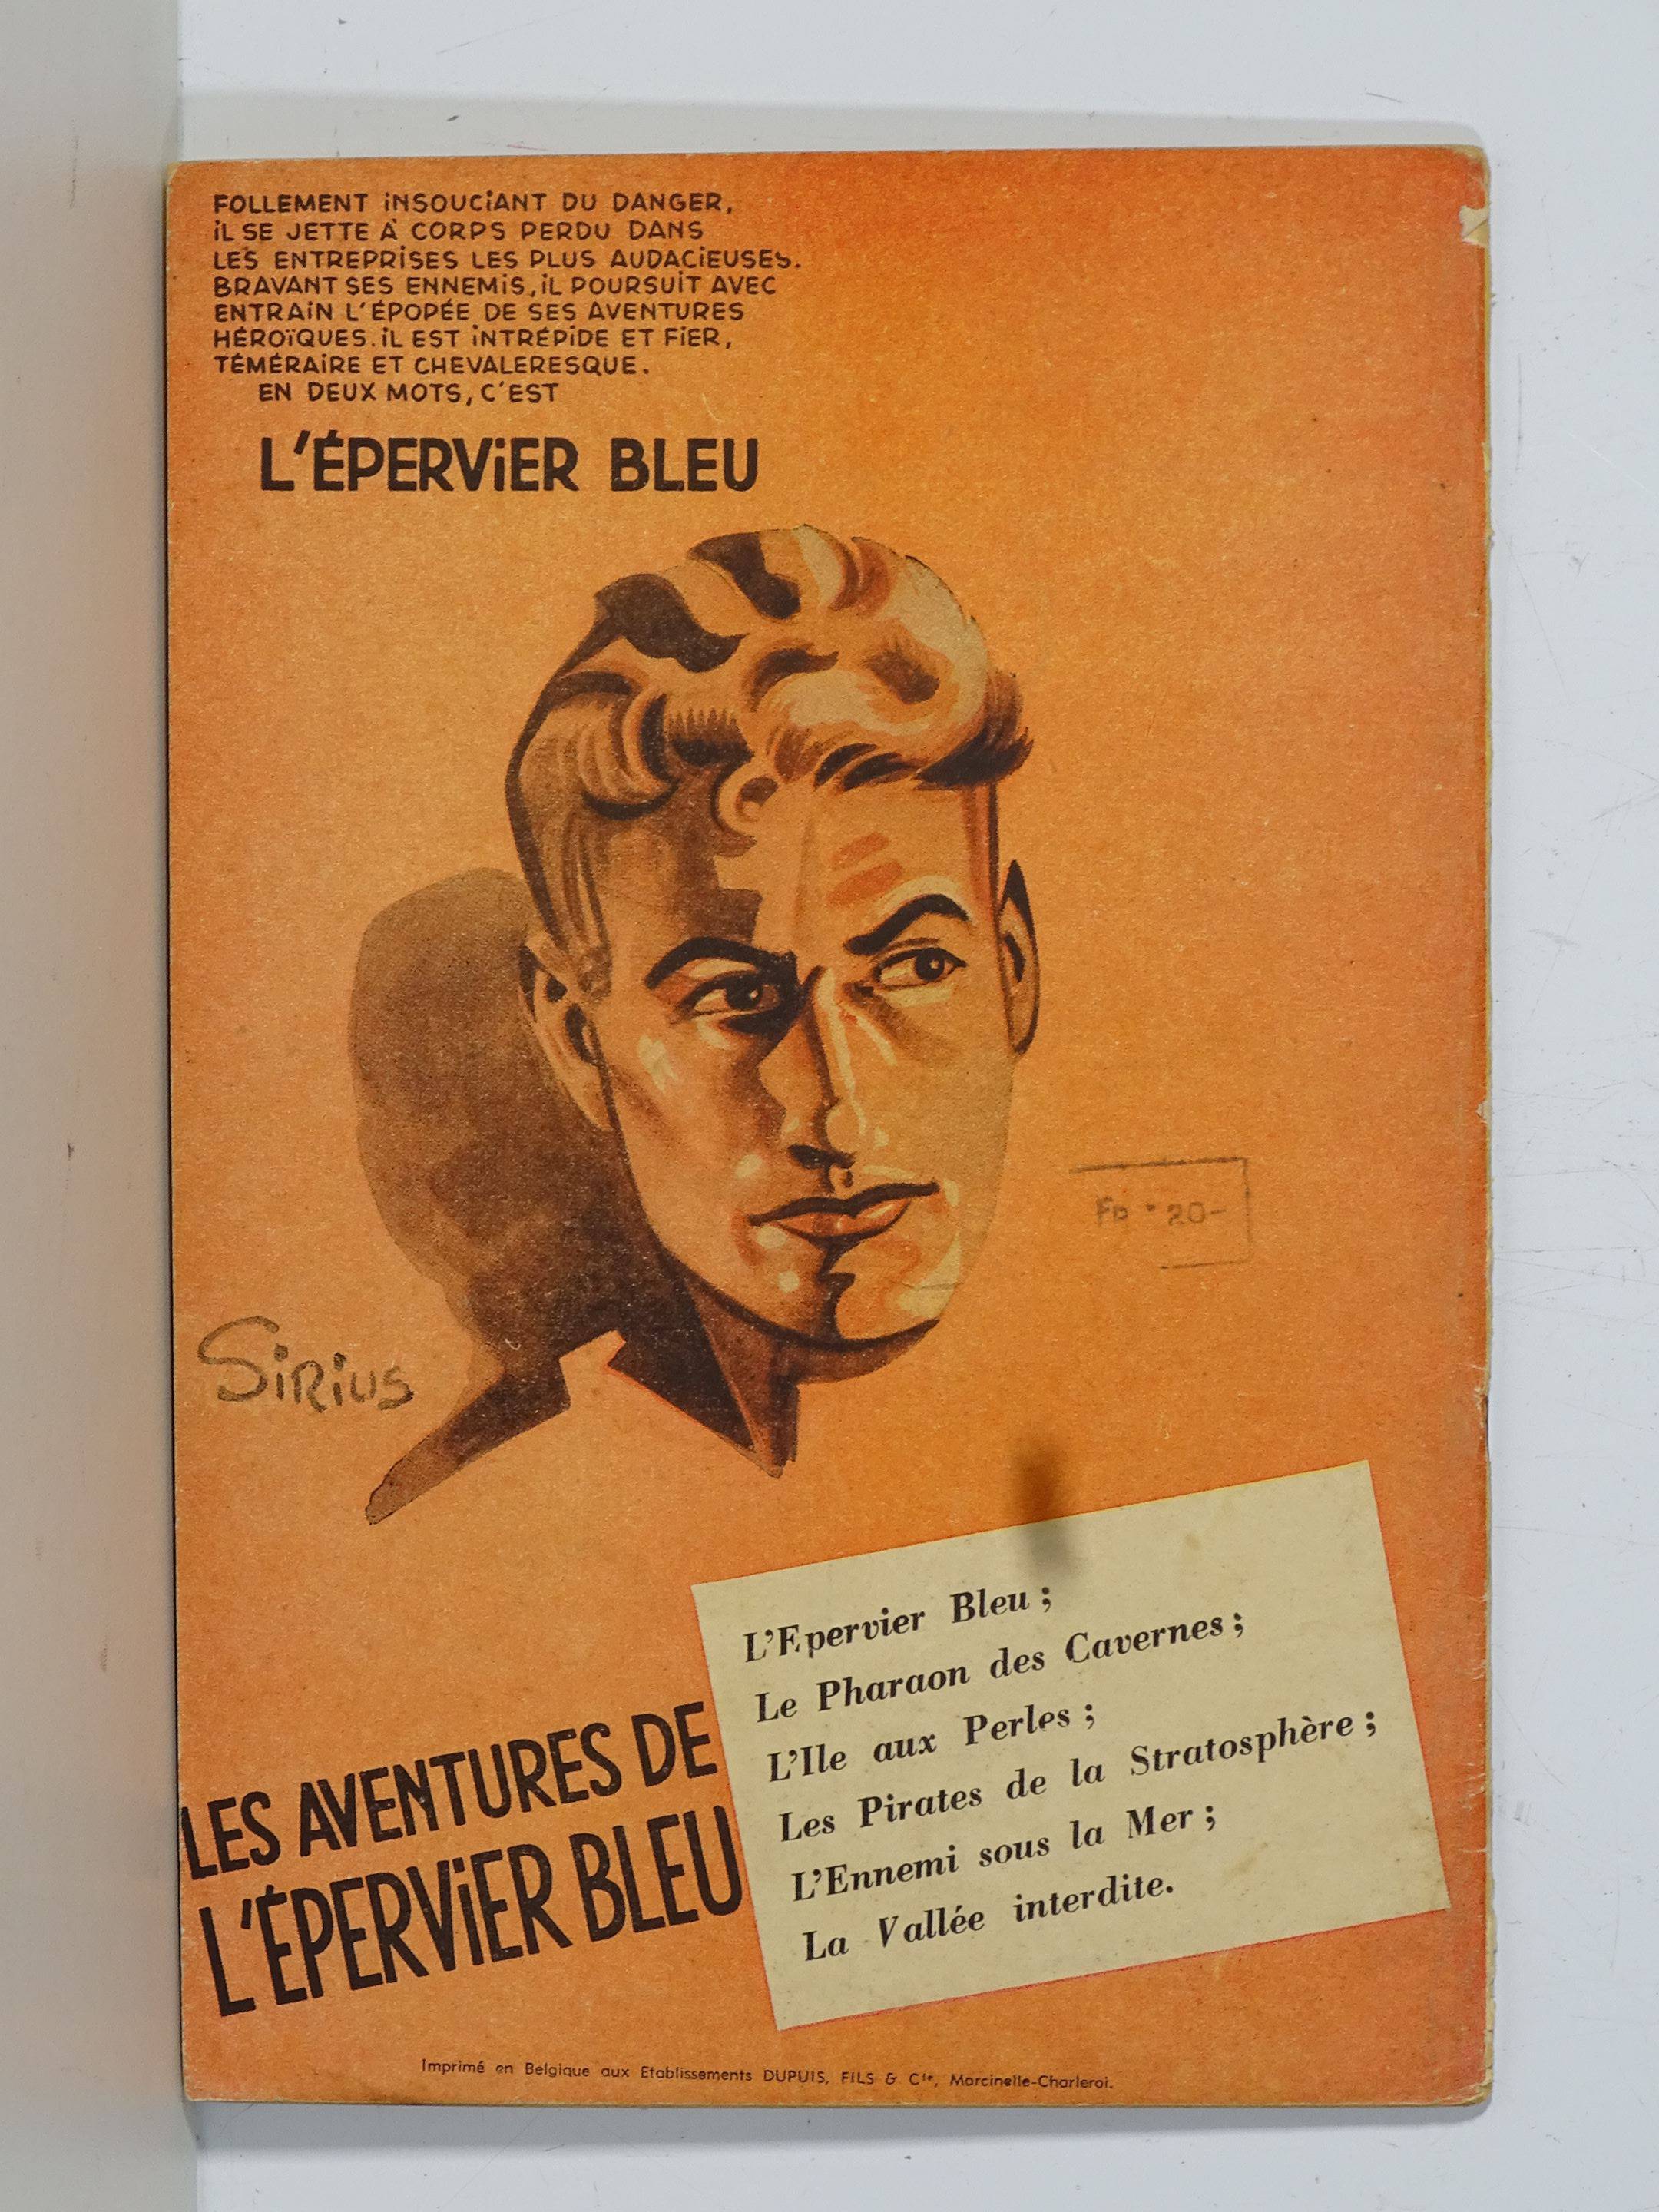 FOLLEMENT INSOUCIANT DU DANGER,
IL SE JETTE À CORPS PERDU DANS
LES ENTREPRISES LES PLUS AUDACIEUSES.
BRAVANT SES ENNEMIS, IL POURSUIT AVEC
ENTRAIN L'ÉPOPÉE DE SES AVENTURES
HÉROÏQUES. IL EST INTRÉPIDE ET FIER,
TÉMÉRAIRE ET CHEVALERESQUE.
EN DEUX MOTS, C'EST
L'ÉPERVIER BLEU
Fr • 20-
SIRIUS
LES AVENTURES DE
L'ÉPERVIER BLEU
L'Epervier Bleu ;
Le Pharaon des Cavernes ;
L'Ile aux Perles ;
Les Pirates de la Stratosphère ;
L'Ennemi sous la Mer ;
La Vallée interdite.
Imprimé en Belgique aux Etablissements DUPUIS, FILS & Cie, Marcinelle-Charleroi.